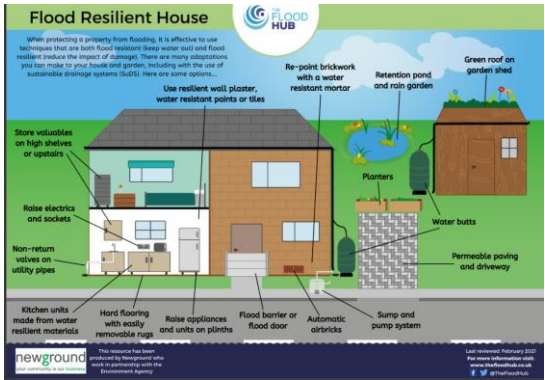 Flood Resilient House
THE
FLOOD
HUB
When protecting a property from flooding, it is effective to use
techniques that are both flood resistant (keep water out) and flood
resilient (reduce the impact of damage). There are many adaptations
you can make to your house and garden, including with the use of
sustainable drainage systems (SuDS). Here are some options...
Use resilient wall plaster,
water resistant paints or tiles
Re-point brickwork
with a water
resistant mortar
Retention pond
and rain garden
Green roof on
garden shed
Store valuables
on high shelves
or upstairs
Raise electrics
and sockets
Non-return
valves on
utility pipes
Planters
Water butts
Permeable paving
and driveway
Kitchen units
made from water
resilient materials
Hard flooring
with easily
removable rugs
Raise appliances
and units on plinths
Flood barrier or
flood door
Automatic
airbricks
Sump and
pump system
newground
your community is our business
This resource has been
produced by Newground who
work in partnership with the
Environment Agency
Last reviewed: February 2021
For more information visit:
www.thefloodhub.co.uk
@TheFloodHub